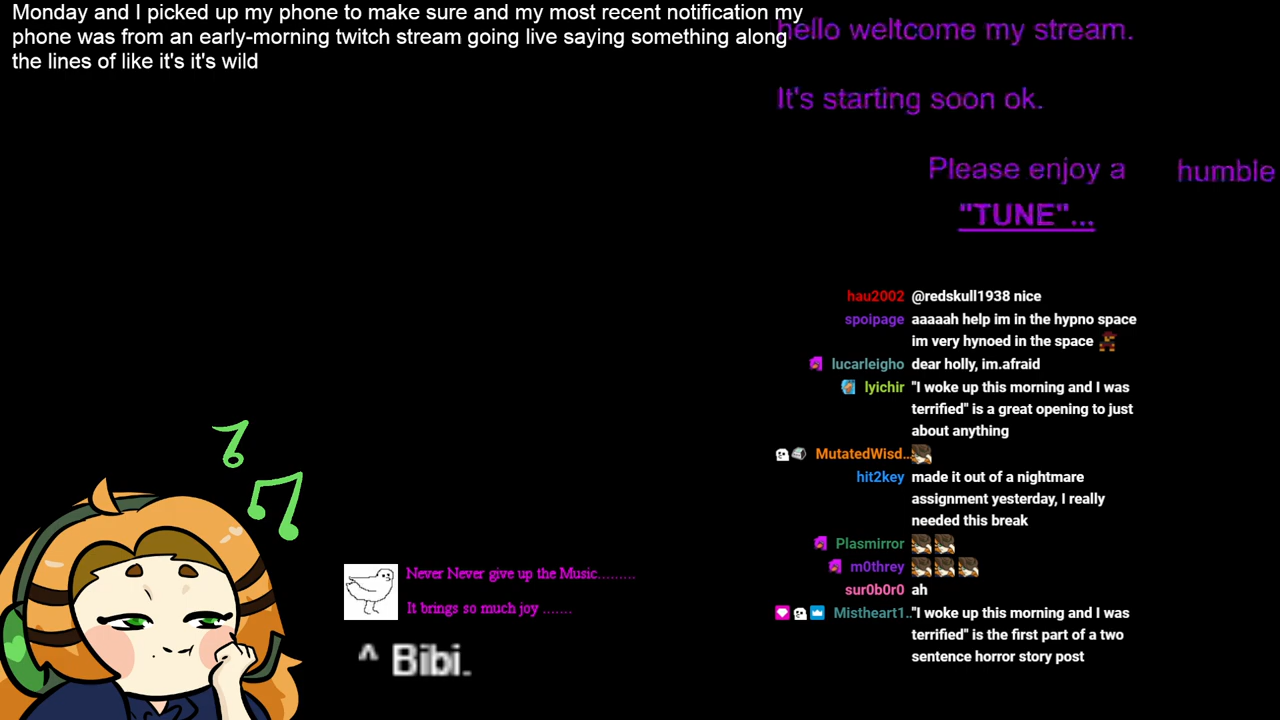 Monday and I picked up my phone to make sure and my most recent notification my
phone was from an early-morning twitch stream going live saying something along
the lines of like it's it's wild
hello weltcome my stream.
It's starting soon ok.
Please enjoy a humble
"TUNE"...
hau2002 @redskull1938 nice
spoipage aaaaah help im in the hypno space
im very hynoed in the space
lucarleigho dear holly, im.afraid
lyichir "I woke up this morning and I was
terrified" is a great opening to just
about anything
MutatedWisd...
hit2key made it out of a nightmare
assignment yesterday, I really
needed this break
Plasmirror
m0threy
sur0b0r0 ah
Mistheart1.. "I woke up this morning and I was
terrified" is the first part of a two
sentence horror story post
Never Never give up the Music.........
It brings so much joy .......
^ Bibi.